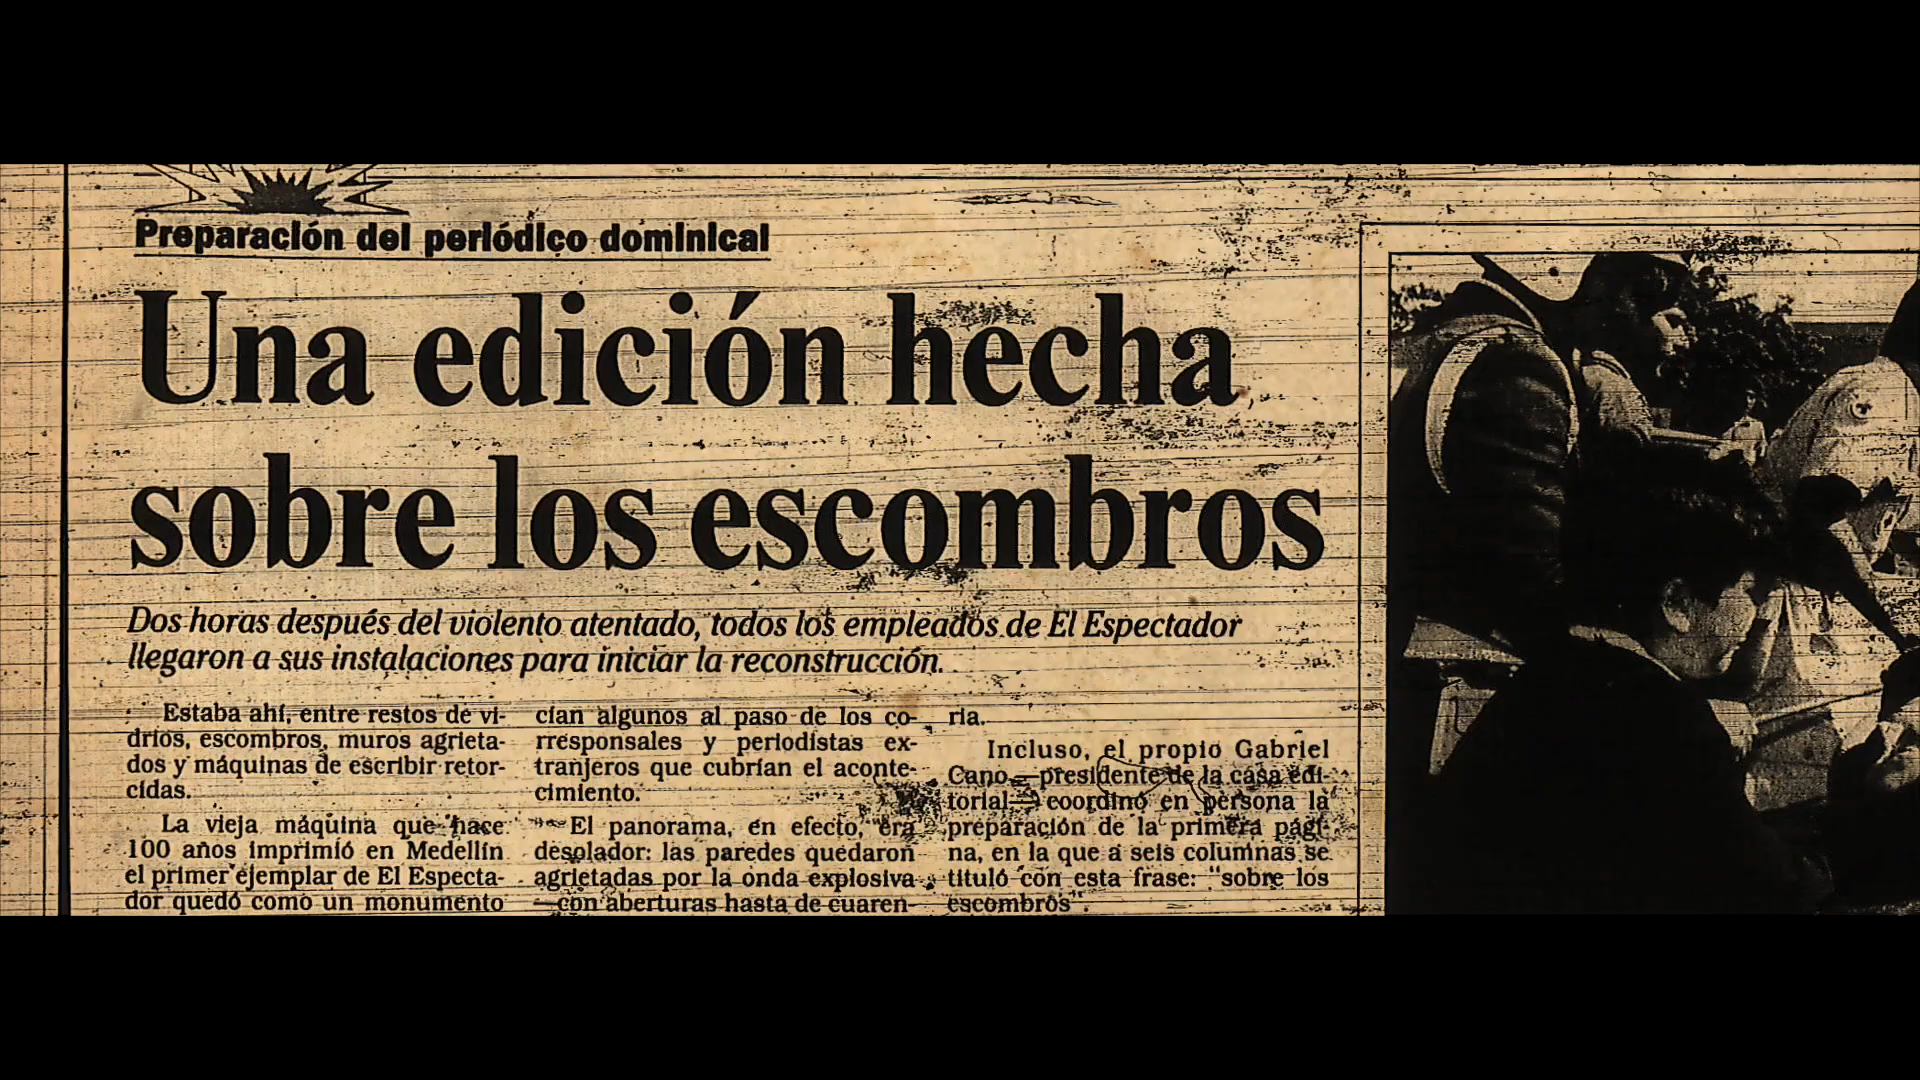 Preparación del periódico dominical
Una edición hecha
sobre los escombros
Dos horas después del violento atentado, todos los empleados de El Espectador
llegaron a sus instalaciones para iniciar la reconstrucción.
Estaba ahí, entre restos de vi-
drios, escombros, muros agrieta-
dos y máquinas de escribir retor-
cidas.
La vieja máquina que hace
100 años imprimió en Medellín
el primer ejemplar de El Especta-
dor quedó como un monumento
cían algunos al paso de los co-
rresponsales y periodistas ex-
tranjeros que cubrían el aconte-
cimiento.
El panorama, en efecto, era
desolador: las paredes quedaron
agrietadas por la onda explosiva
—con aberturas hasta de cuaren-
ria.
Incluso, el propio Gabriel
Cano —presidente de la casa edi-
torial— coordinó en persona la
preparación de la primera pági-
na, en la que a seis columnas se
tituló con esta frase: "sobre los
escombros".